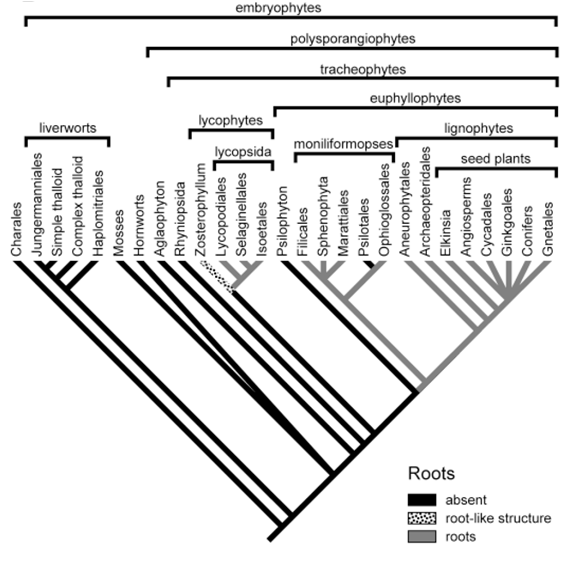 embryophytes
polysporangiophytes
tracheophytes
euphyllophytes
lycophytes
liverworts
lignophytes
moniliformopses
lycopsida
seed plants
Charales
Jungermanniales
Simple thalloid
Complex thalloid
Haplomitriales
Mosses
Hornworts
Aglaophyton
Rhyniopsida
Zosterophyllum
Lycopodiales
Selaginellales
Isoetales
Psilophyton
Filicales
Sphenophyta
Marattiales
Psilotales
Ophioglossales
Aneurophytales
Archaeopteridales
Elkinsia
Angiosperms
Cycadales
Ginkgoales
Conifers
Gnetales
Roots
absent
root-like structure
roots